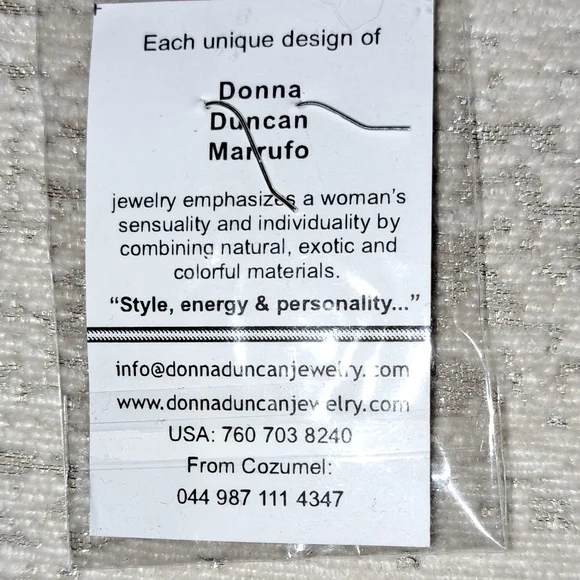 Each unique design of
Donna
Duncan
Marrufo
jewelry emphasizes a woman's
sensuality and individuality by
combining natural, exotic and
colorful materials.
“Style, energy & personality...”
info@donnaduncanjewelry.com
www.donnaduncanjewelry.com
USA: 760 703 8240
From Cozumel:
044 987 111 4347